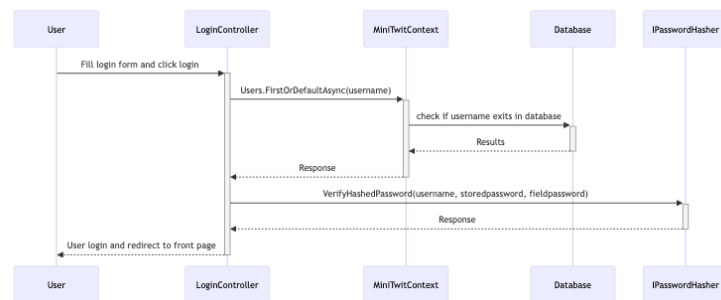 User LoginController MiniTwitContext Database IPasswordHasher
Fill login form and click login
Users.FirstOrDefaultAsync(username)
check if username exits in database
Results
Response
VerifyHashedPassword(username, storedpassword, fieldpassword)
Response
User login and redirect to front page
User LoginController MiniTwitContext Database IPasswordHasher